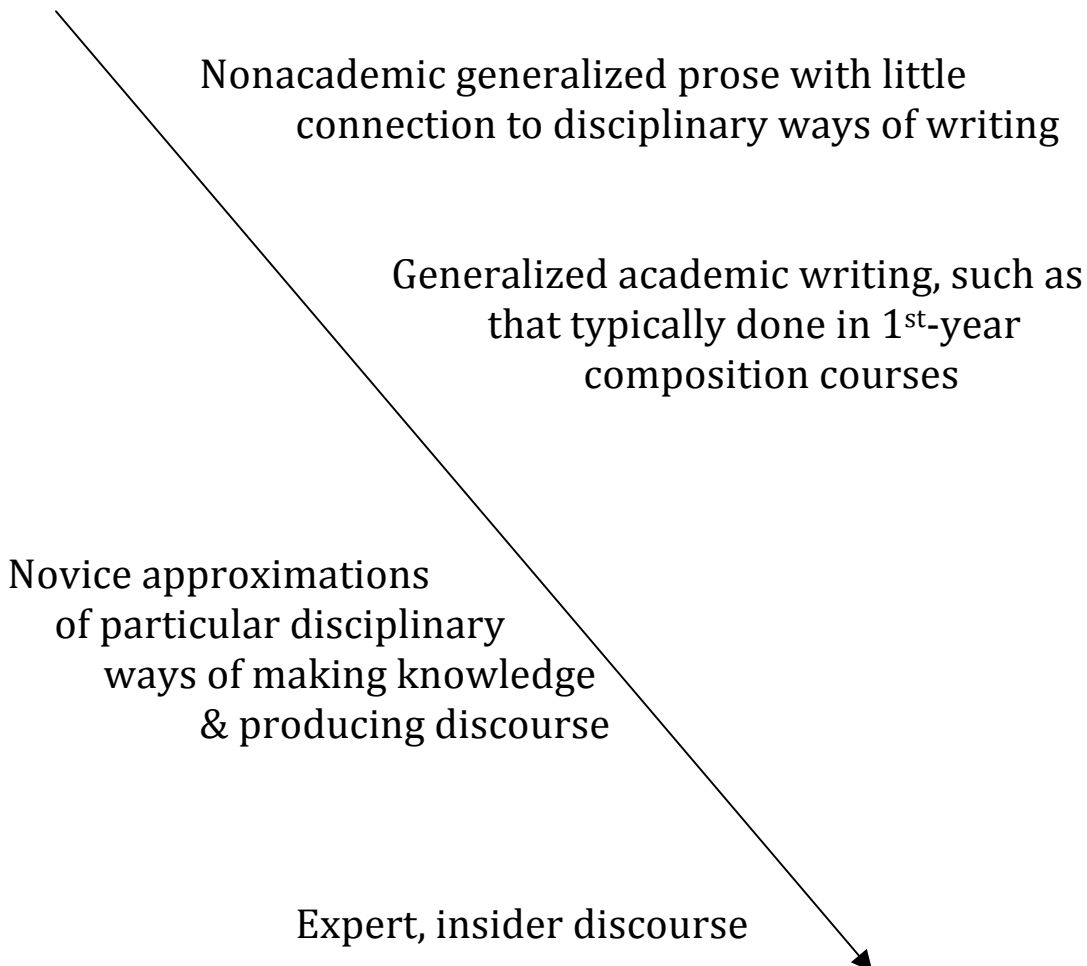 Nonacademic generalized prose with little
connection to disciplinary ways of writing
Generalized academic writing, such as
that typically done in 1st-year
composition courses
Novice approximations
of particular disciplinary
ways of making knowledge
& producing discourse
Expert, insider discourse